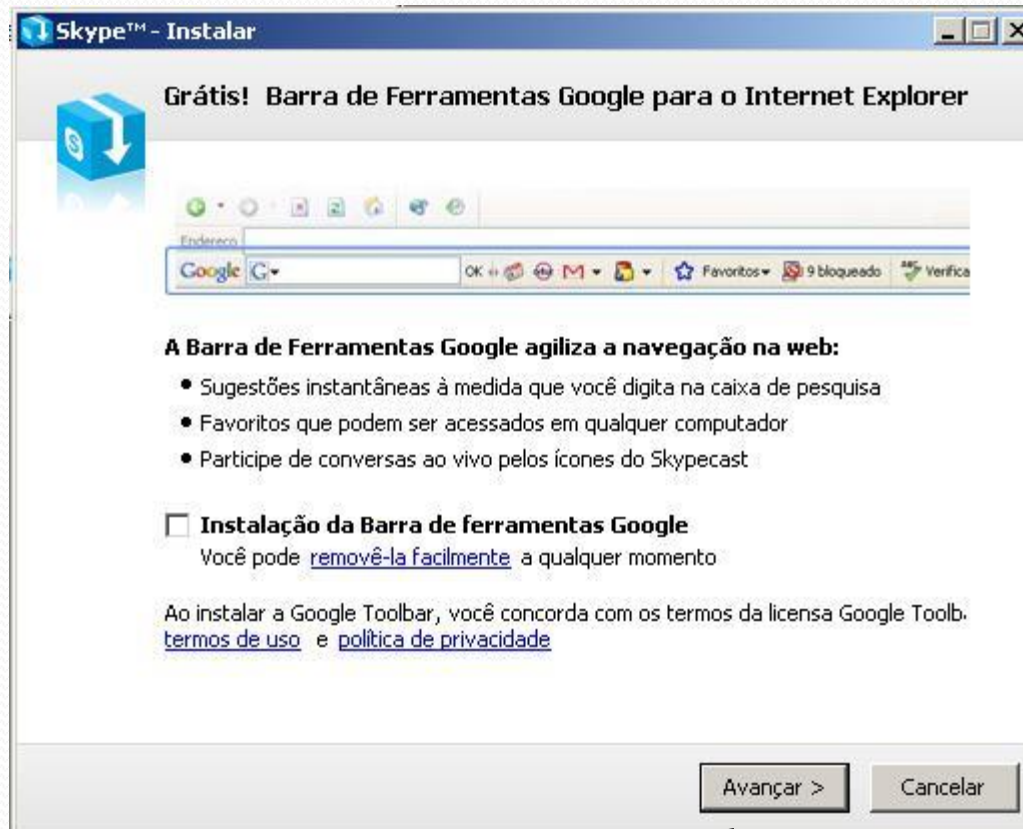 Skype™ - Instalar
Grátis! Barra de Ferramentas Google para o Internet Explorer
Endereço
Google G OK Favoritos 9 bloqueado Verifica
A Barra de Ferramentas Google agiliza a navegação na web:
• Sugestões instantâneas à medida que você digita na caixa de pesquisa
• Favoritos que podem ser acessados em qualquer computador
• Participe de conversas ao vivo pelos ícones do Skypecast
Instalação da Barra de ferramentas Google
Você pode removê-la facilmente a qualquer momento
Ao instalar a Google Toolbar, você concorda com os termos da licensa Google Toolb
termos de uso e política de privacidade
Avançar > Cancelar